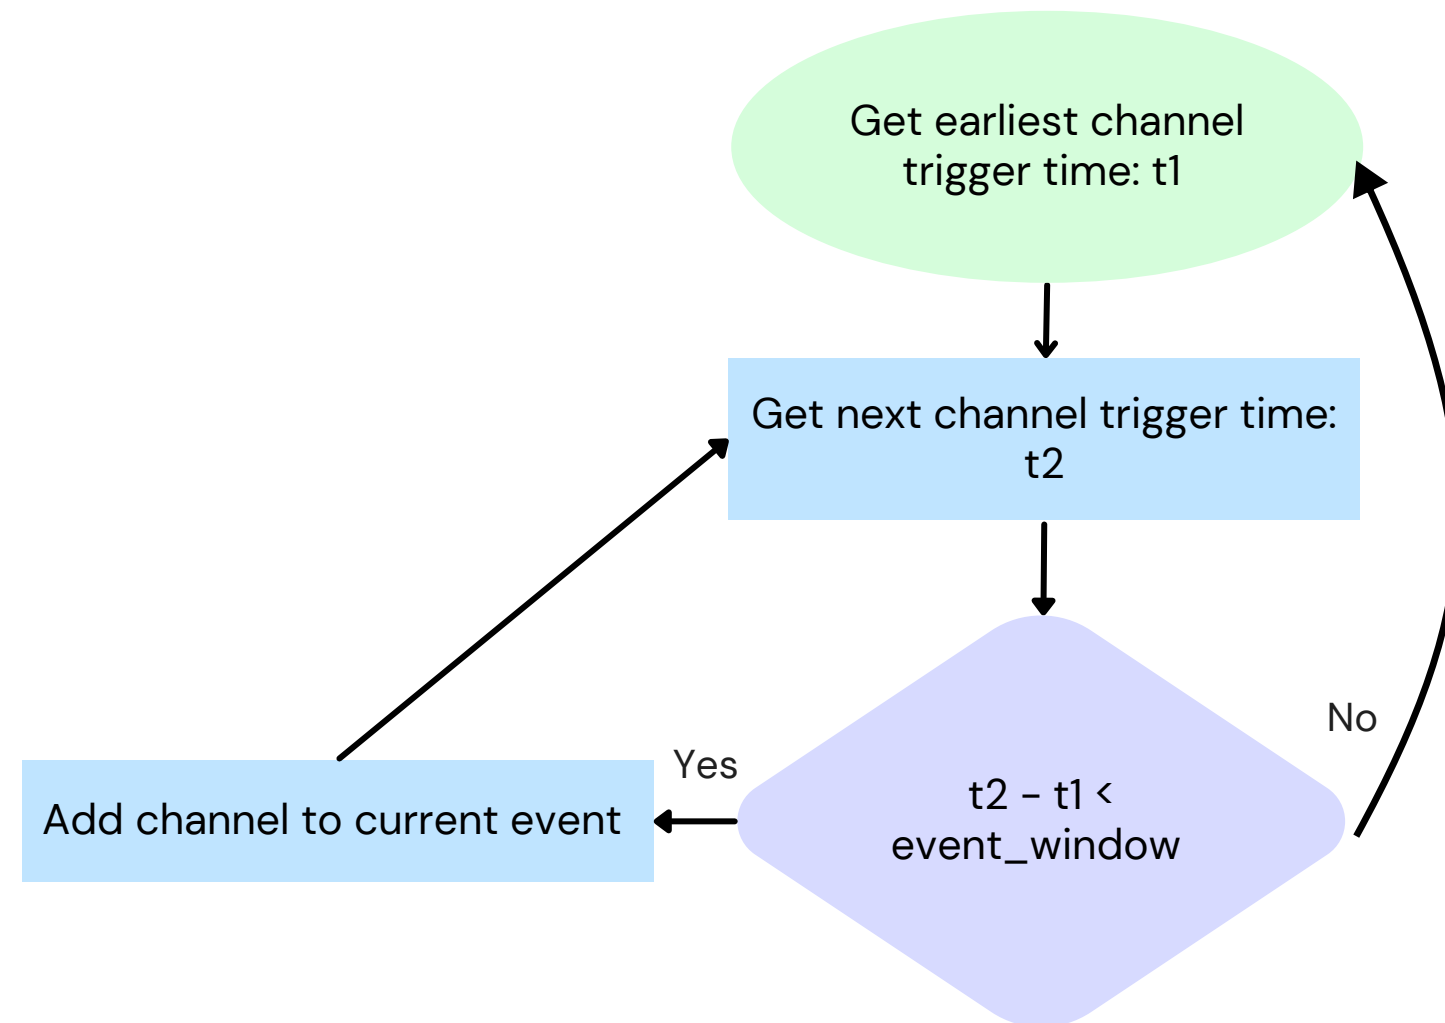 Get earliest channel
trigger time: t1
Get next channel trigger time:
t2
No
Yes
t2 - t1 <
event_window
Add channel to current event